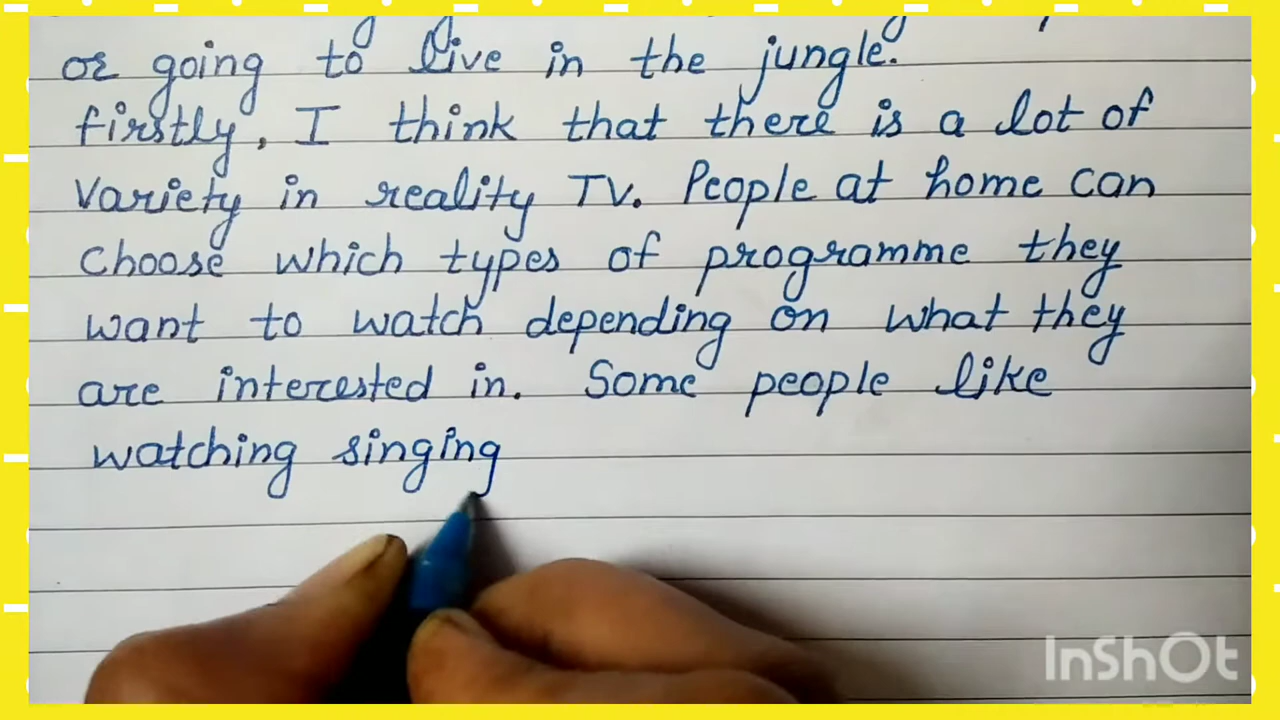 or going to live in the jungle.
firstly, I think that there is a lot of
Variety in reality TV. People at home can
choose which types of programme they
want to watch depending on what they
are interested in. Some people like
watching singing
InShOt